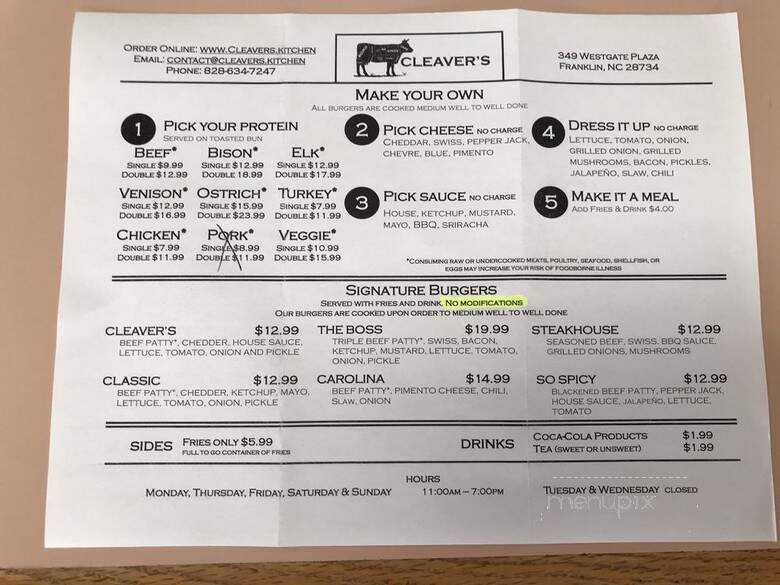 Order Online: www.Cleavers.kitchen
Email: contact@cleavers.kitchen
Phone: 828-634-7247
CLEAVER'S
349 Westgate Plaza
Franklin, NC 28734
Make Your Own
All burgers are cooked medium well to well done
1 Pick your protein
Served on toasted bun
Beef* Bison* Elk*
Single $9.99 Single $12.99 Single $12.99
Double $12.99 Double 18.99 Double $17.99
Venison* Ostrich* Turkey*
Single $12.99 Single $15.99 Single $7.99
Double $16.99 Double $23.99 Double $11.99
Chicken* Pork* Veggie*
Single $7.99 Single $8.99 Single $10.99
Double $11.99 Double $11.99 Double $15.99
2 Pick cheese no charge
Cheddar, Swiss, Pepper Jack,
Chevre, Blue, Pimento
3 Pick sauce no charge
House, Ketchup, Mustard,
Mayo, BBQ, Sriracha
4 Dress it up no charge
Lettuce, Tomato, Onion,
Grilled Onion, Grilled
Mushrooms, Bacon, Pickles,
Jalapeño, Slaw, Chili
5 Make it a meal
Add Fries & Drink $4.00
*Consuming raw or undercooked meats, poultry, seafood, shellfish, or
eggs may increase your risk of foodborne illness
Signature Burgers
Served with fries and drink. No modifications
Our burgers are cooked upon order to medium well to well done
Cleaver's $12.99
Beef patty*, chedder, house sauce,
lettuce, tomato, onion and pickle
The Boss $19.99
Triple beef patty*, swiss, bacon,
ketchup, mustard, lettuce, tomato,
onion, pickle
Steakhouse $12.99
Seasoned beef, swiss, bbq sauce,
grilled onions, mushrooms
Classic $12.99
Beef patty*, chedder, ketchup, mayo,
lettuce, tomato, onion, pickle
Carolina $14.99
Beef patty*, pimento cheese, chili,
slaw, onion
So Spicy $12.99
Blackened beef patty, pepper jack,
house sauce, jalapeño, lettuce,
tomato
SIDES Fries only $5.99
Full to go container of fries
DRINKS Coca-Cola Products $1.99
Tea (sweet or unsweet) $1.99
HOURS
Monday, Thursday, Friday, Saturday & Sunday 11:00am – 7:00pm Tuesday & Wednesday closed
menupix